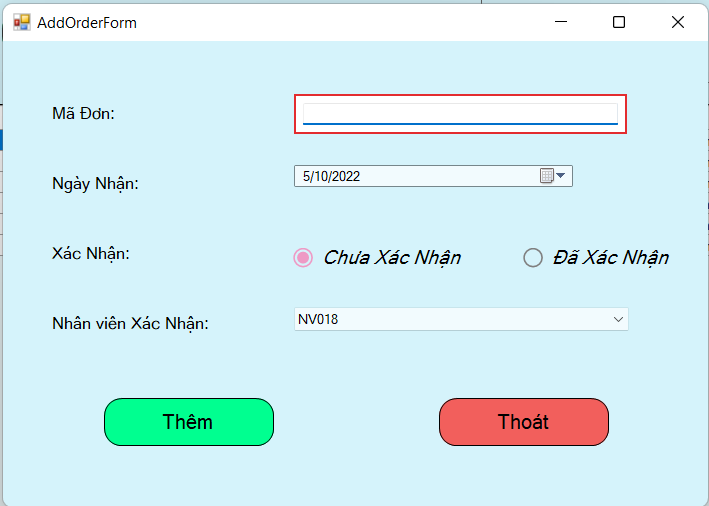 AddOrderForm
Mã Đơn:
Ngày Nhận: 5/10/2022
Xác Nhận: Chưa Xác Nhận Đã Xác Nhận
Nhân viên Xác Nhận: NV018
Thêm Thoát